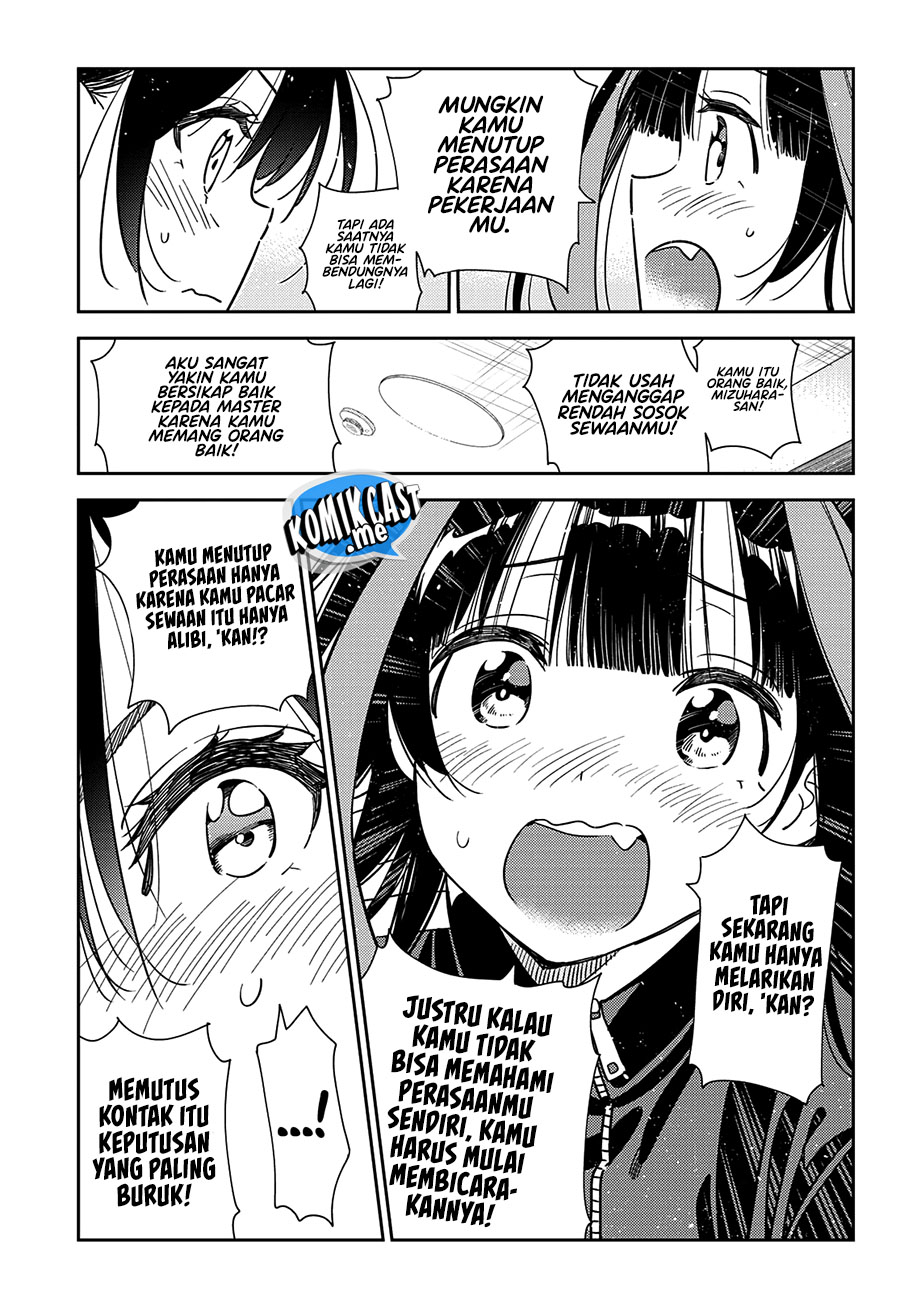 MUNGKIN
KAMU
MENUTUP
PERASAAN
KARENA
PEKERJAAN
MU.
TAPI ADA
SAATNYA
KAMU TIDAK
BISA MEM-
BENDUNGNYA
LAGI!
KAMU ITU
ORANG BAIK,
MIZUHARA-
SAN!
TIDAK USAH
MENGANGGAP
RENDAH SOSOK
SEWAANMU!
AKU SANGAT
YAKIN KAMU
BERSIKAP BAIK
KEPADA MASTER
KARENA KAMU
MEMANG ORANG
BAIK!
KOMIKCAST
.me
KAMU MENUTUP
PERASAAN HANYA
KARENA KAMU PACAR
SEWAAN ITU HANYA
ALIBI, 'KAN!?
TAPI
SEKARANG
KAMU HANYA
MELARIKAN
DIRI, 'KAN?
JUSTRU KALAU
KAMU TIDAK
BISA MEMAHAMI
PERASAANMU
SENDIRI, KAMU
HARUS MULAI
MEMBICARA-
KANNYA!
....!
MEMUTUS
KONTAK ITU
KEPUTUSAN
YANG PALING
BURUK!